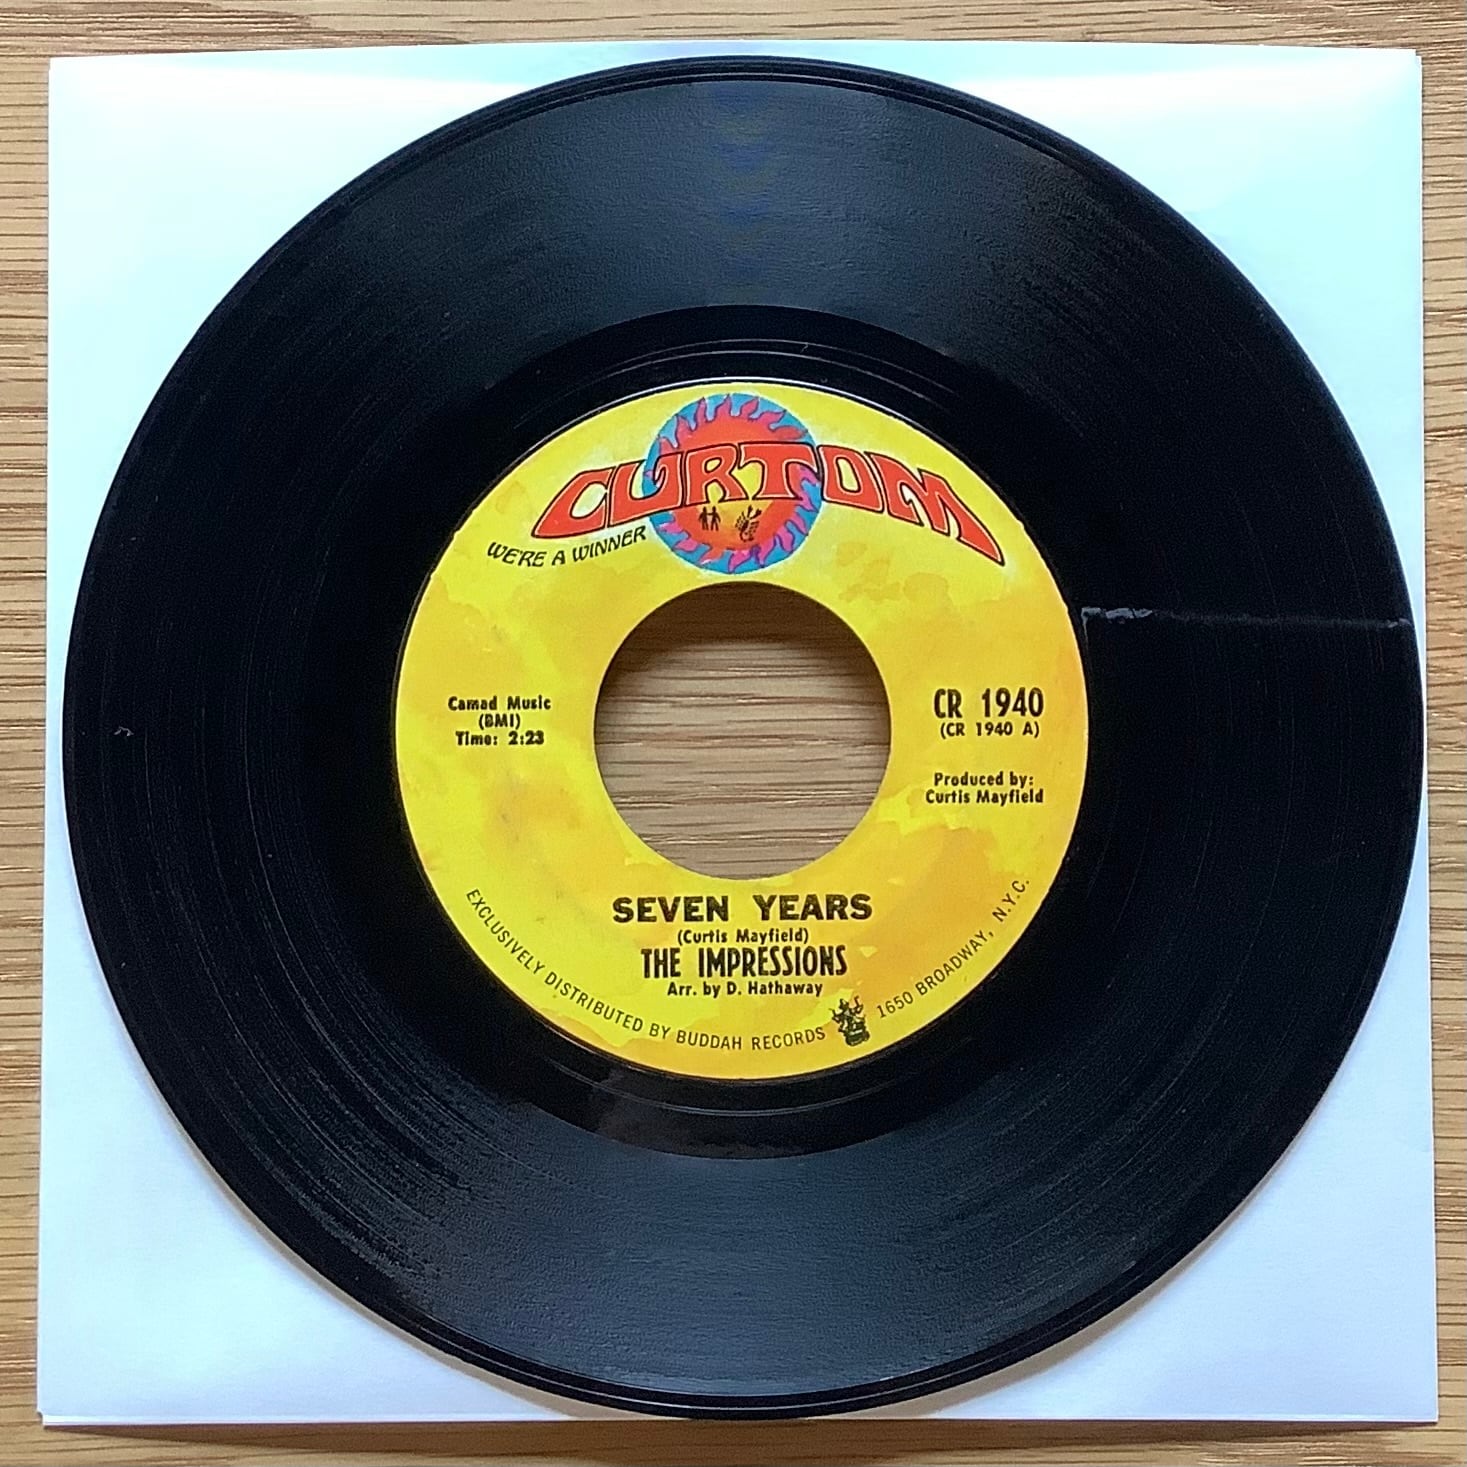 CURTOM
WE'RE A WINNER
Camad Music
(BMI)
Time: 2:23
CR 1940
(CR 1940 A)
Produced by:
Curtis Mayfield
SEVEN YEARS
(Curtis Mayfield)
THE IMPRESSIONS
Arr. by D. Hathaway
EXCLUSIVELY DISTRIBUTED BY BUDDAH RECORDS 1650 BROADWAY, N.Y.C.